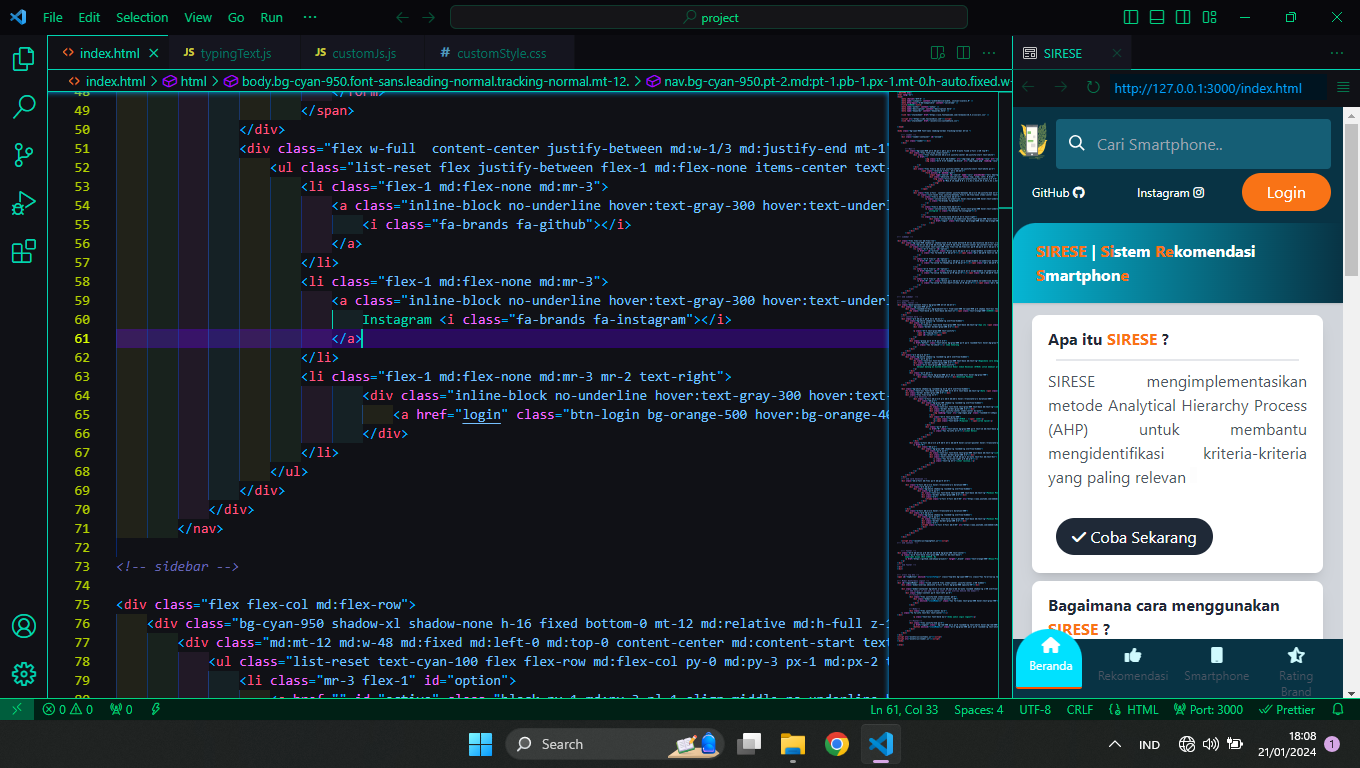 File Edit Selection View Go Run ···
project
index.html
JS typingText.js
JS customJs.js
# customStyle.css
SIRESE
index.html > html > body.bg-cyan-950.font-sans.leading-normal.tracking-normal.mt-12. > nav.bg-cyan-950.pt-2.md:pt-1.pb-1.px-1.mt-0.h-auto.fixed.w-
http://127.0.0.1:3000/index.html
48 </form>
49 </span>
50 </div>
51 <div class="flex w-full  content-center justify-between md:w-1/3 md:justify-end mt-1"
52 <ul class="list-reset flex justify-between flex-1 md:flex-none items-center text-
53 <li class="flex-1 md:flex-none md:mr-3">
54 <a class="inline-block no-underline hover:text-gray-300 hover:text-underl
55 <i class="fa-brands fa-github"></i>
56 </a>
57 </li>
58 <li class="flex-1 md:flex-none md:mr-3">
59 <a class="inline-block no-underline hover:text-gray-300 hover:text-underl
60 Instagram <i class="fa-brands fa-instagram"></i>
61 </a>
62 </li>
63 <li class="flex-1 md:flex-none md:mr-3 mr-2 text-right">
64 <div class="inline-block no-underline hover:text-gray-300 hover:text-
65 <a href="login" class="btn-login bg-orange-500 hover:bg-orange-40
66 </div>
67 </li>
68 </ul>
69 </div>
70 </div>
71 </nav>
72
73 <!-- sidebar -->
74
75 <div class="flex flex-col md:flex-row">
76 <div class="bg-cyan-950 shadow-xl shadow-none h-16 fixed bottom-0 mt-12 md:relative md:h-full z-1
77 <div class="md:mt-12 md:w-48 md:fixed md:left-0 md:top-0 content-center md:content-start text
78 <ul class="list-reset text-cyan-100 flex flex-row md:flex-col py-0 md:py-3 px-1 md:px-2 t
79 <li class="mr-3 flex-1" id="option">
Cari Smartphone..
GitHub
Instagram
Login
SIRESE | Sistem Rekomendasi
Smartphone
Apa itu SIRESE ?
SIRESE mengimplementasikan
metode Analytical Hierarchy Process
(AHP) untuk membantu
mengidentifikasi kriteria-kriteria
yang paling relevan
Coba Sekarang
Bagaimana cara menggunakan
SIRESE ?
Beranda
Rekomendasi
Smartphone
Rating
Brand
0 0 0
Ln 61, Col 33 Spaces: 4 UTF-8 CRLF HTML Port: 3000 Prettier
Search
IND
18:08
21/01/2024
1